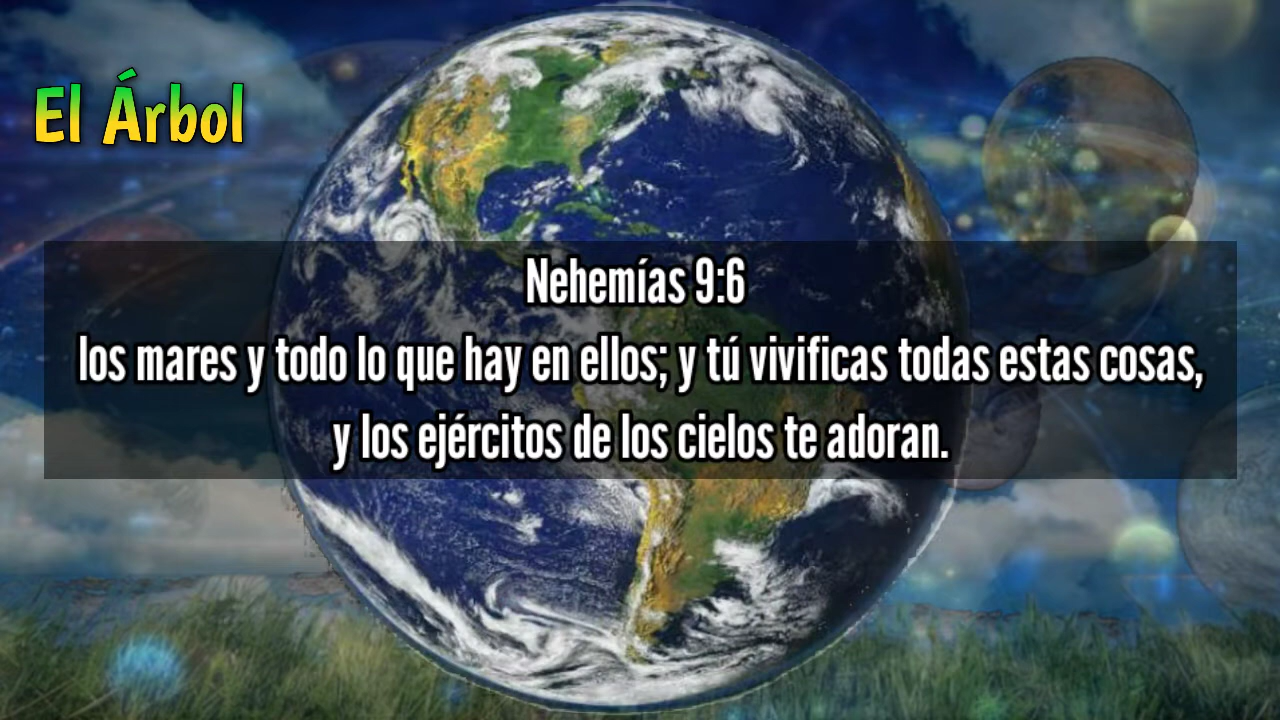 El Árbol
Nehemías 9:6
los mares y todo lo que hay en ellos; y tú vivificas todas estas cosas,
y los ejércitos de los cielos te adoran.